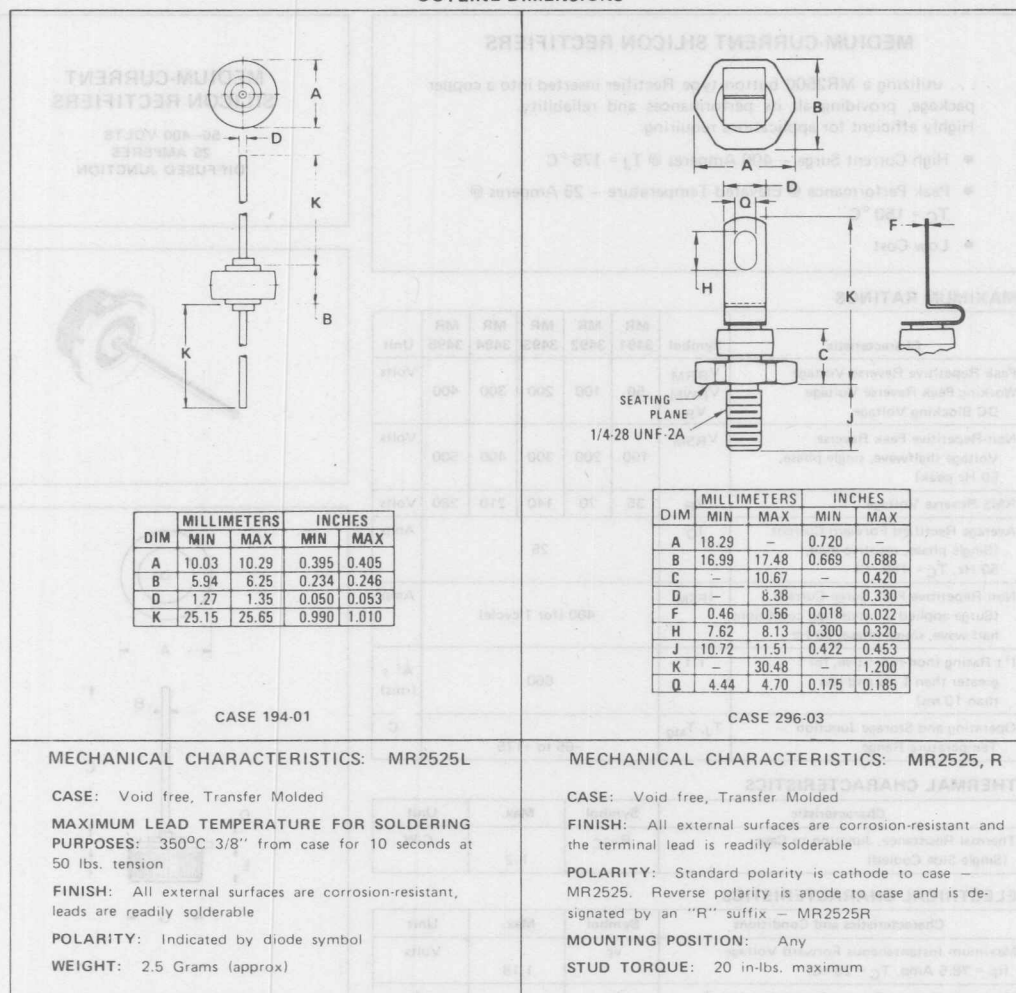 A
D
K
B
K
CASE 194-01
DIM MILLIMETERS INCHES
MIN MAX MIN MAX
A 10.03 10.29 0.395 0.405
B 5.94 6.25 0.234 0.246
D 1.27 1.35 0.050 0.053
K 25.15 25.65 0.990 1.010
B
A
D
Q
F
H
K
C
SEATING
PLANE
J
1/4-28 UNF-2A
DIM MILLIMETERS INCHES
MIN MAX MIN MAX
A 18.29 – 0.720 –
B 16.99 17.48 0.669 0.688
C – 10.67 – 0.420
D – 8.38 – 0.330
F 0.46 0.56 0.018 0.022
H 7.62 8.13 0.300 0.320
J 10.72 11.51 0.422 0.453
K – 30.48 – 1.200
Q 4.44 4.70 0.175 0.185
CASE 296-03
MECHANICAL CHARACTERISTICS: MR2525L
CASE: Void free, Transfer Molded
MAXIMUM LEAD TEMPERATURE FOR SOLDERING
PURPOSES: 350°C 3/8" from case for 10 seconds at
50 lbs. tension
FINISH: All external surfaces are corrosion-resistant,
leads are readily solderable
POLARITY: Indicated by diode symbol
WEIGHT: 2.5 Grams (approx)
MECHANICAL CHARACTERISTICS: MR2525, R
CASE: Void free, Transfer Molded
FINISH: All external surfaces are corrosion-resistant and
the terminal lead is readily solderable
POLARITY: Standard polarity is cathode to case –
MR2525. Reverse polarity is anode to case and is de-
signated by an "R" suffix – MR2525R
MOUNTING POSITION: Any
STUD TORQUE: 20 in-lbs. maximum